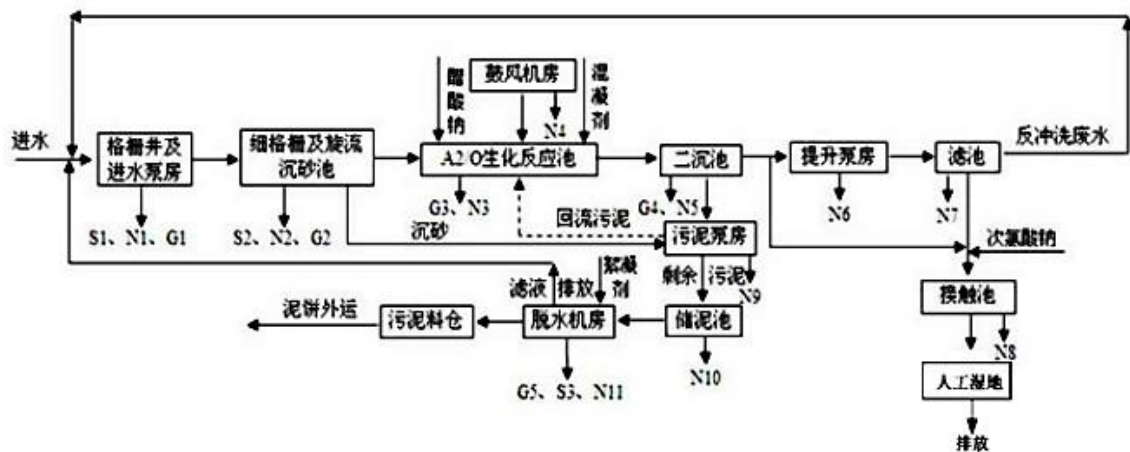 进水
格栅井及
进水泵房
S1、N1、G1
细格栅及旋流
沉砂池
S2、N2、G2
醋酸钠
鼓风机房
N4
混凝剂
A2/O生化反应池
G3、N3
二沉池
G4、N5
提升泵房
N6
滤池
N7
反冲洗废水
回流污泥
沉砂
污泥泵房
N9
剩余 污泥
次氯酸钠
接触池
N8
人工湿地
排放
滤液 排放
絮凝剂
泥饼外运
污泥料仓
脱水机房
G5、S3、N11
储泥池
N10